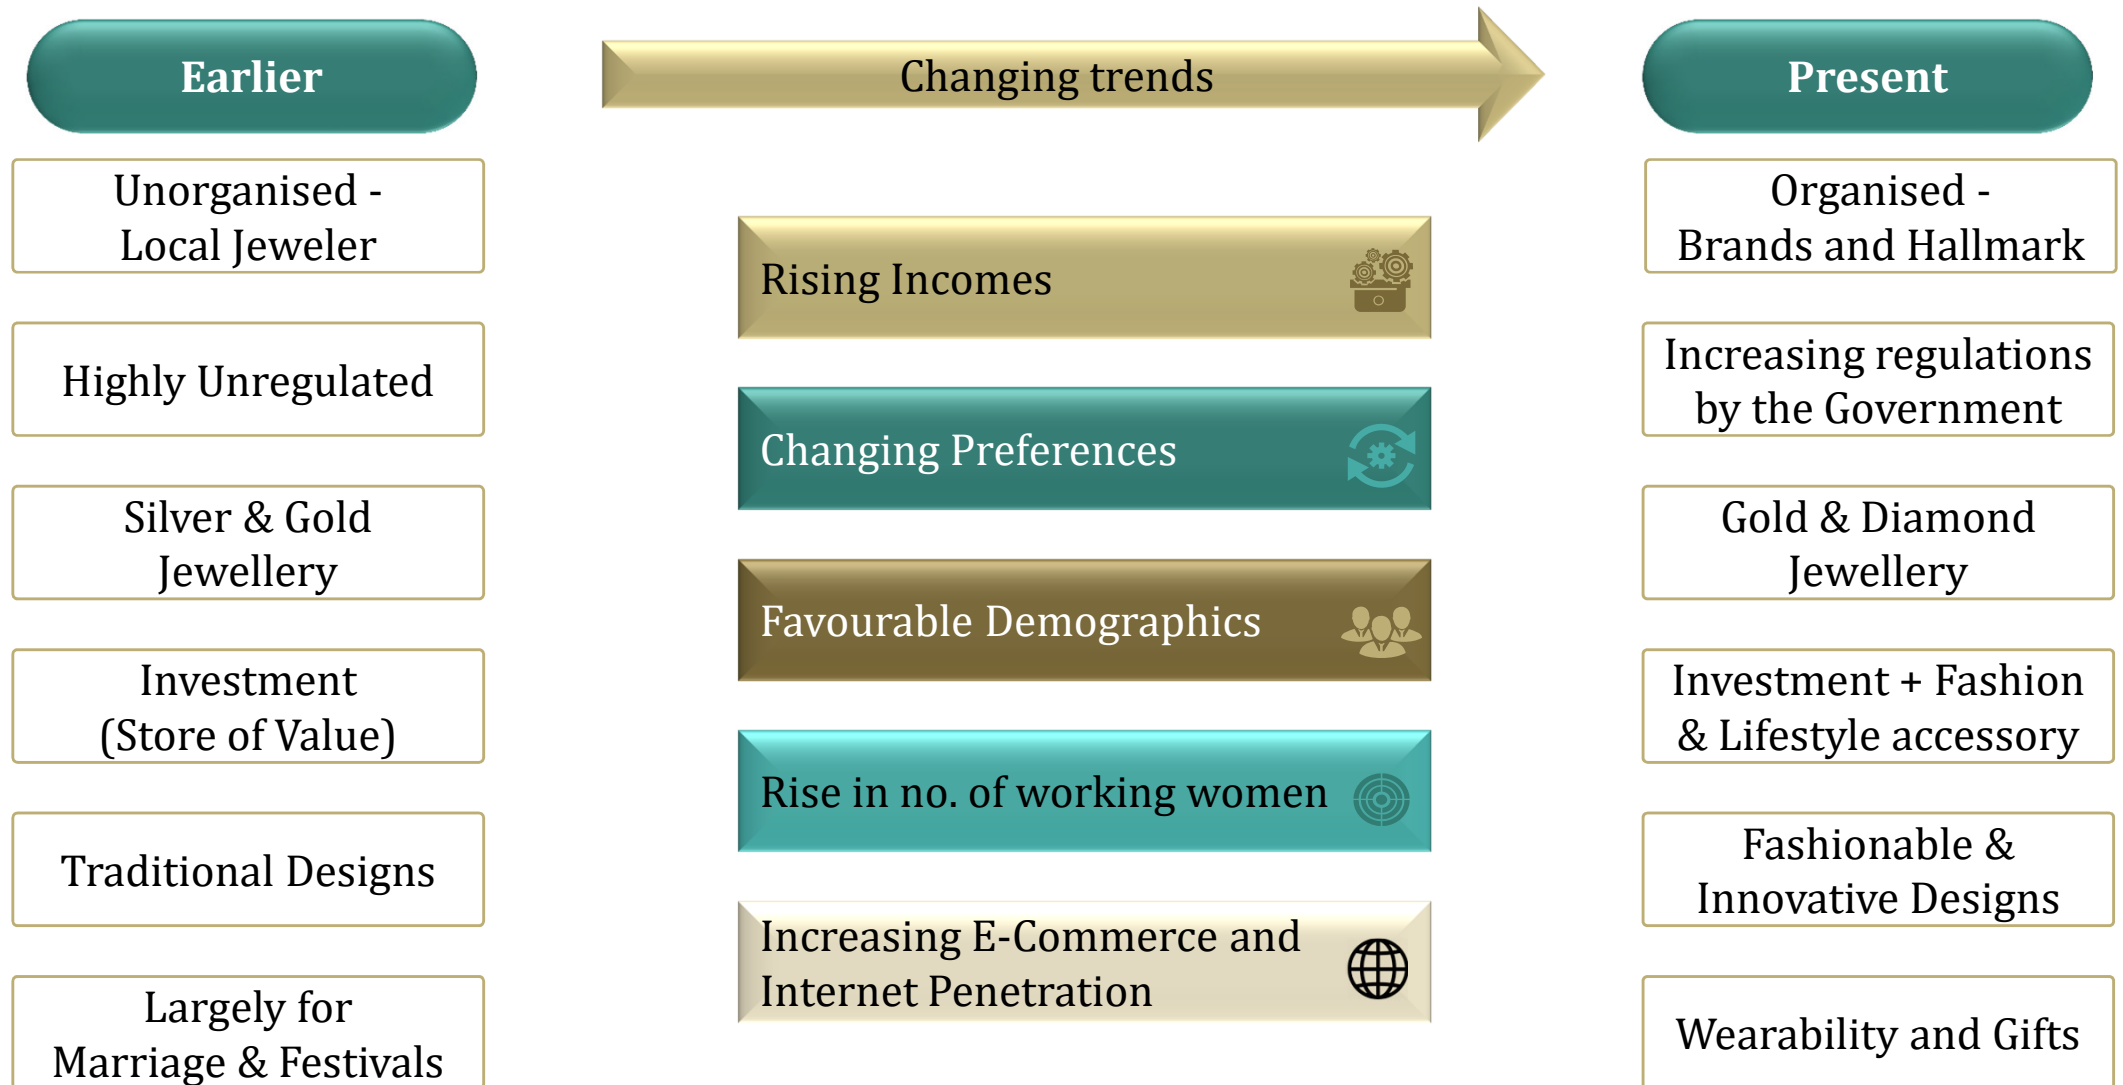 Earlier
Changing trends
Present
Unorganised -
Local Jeweler
Highly Unregulated
Silver & Gold
Jewellery
Investment
(Store of Value)
Traditional Designs
Largely for
Marriage & Festivals
Rising Incomes
Changing Preferences
Favourable Demographics
Rise in no. of working women
Increasing E-Commerce and
Internet Penetration
Organised -
Brands and Hallmark
Increasing regulations
by the Government
Gold & Diamond
Jewellery
Investment + Fashion
& Lifestyle accessory
Fashionable &
Innovative Designs
Wearability and Gifts